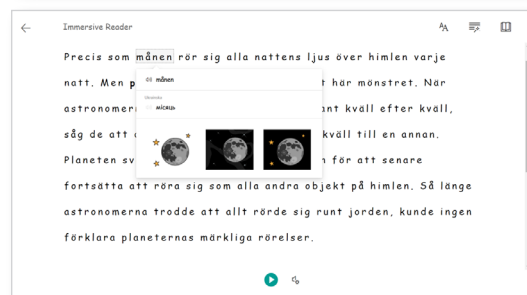 Immersive Reader
Precis som månen rör sig alla nattens ljus över himlen varje
natt. Men p t här mönstret. När
månen
astronomer ant kväll efter kväll,
місяць
såg de att kväll till en annan.
Planeten sv n för att senare
fortsätta att röra sig som alla andra objekt på himlen. Så länge
astronomerna trodde att allt rörde sig runt jorden, kunde ingen
förklara planeternas märkliga rörelser.